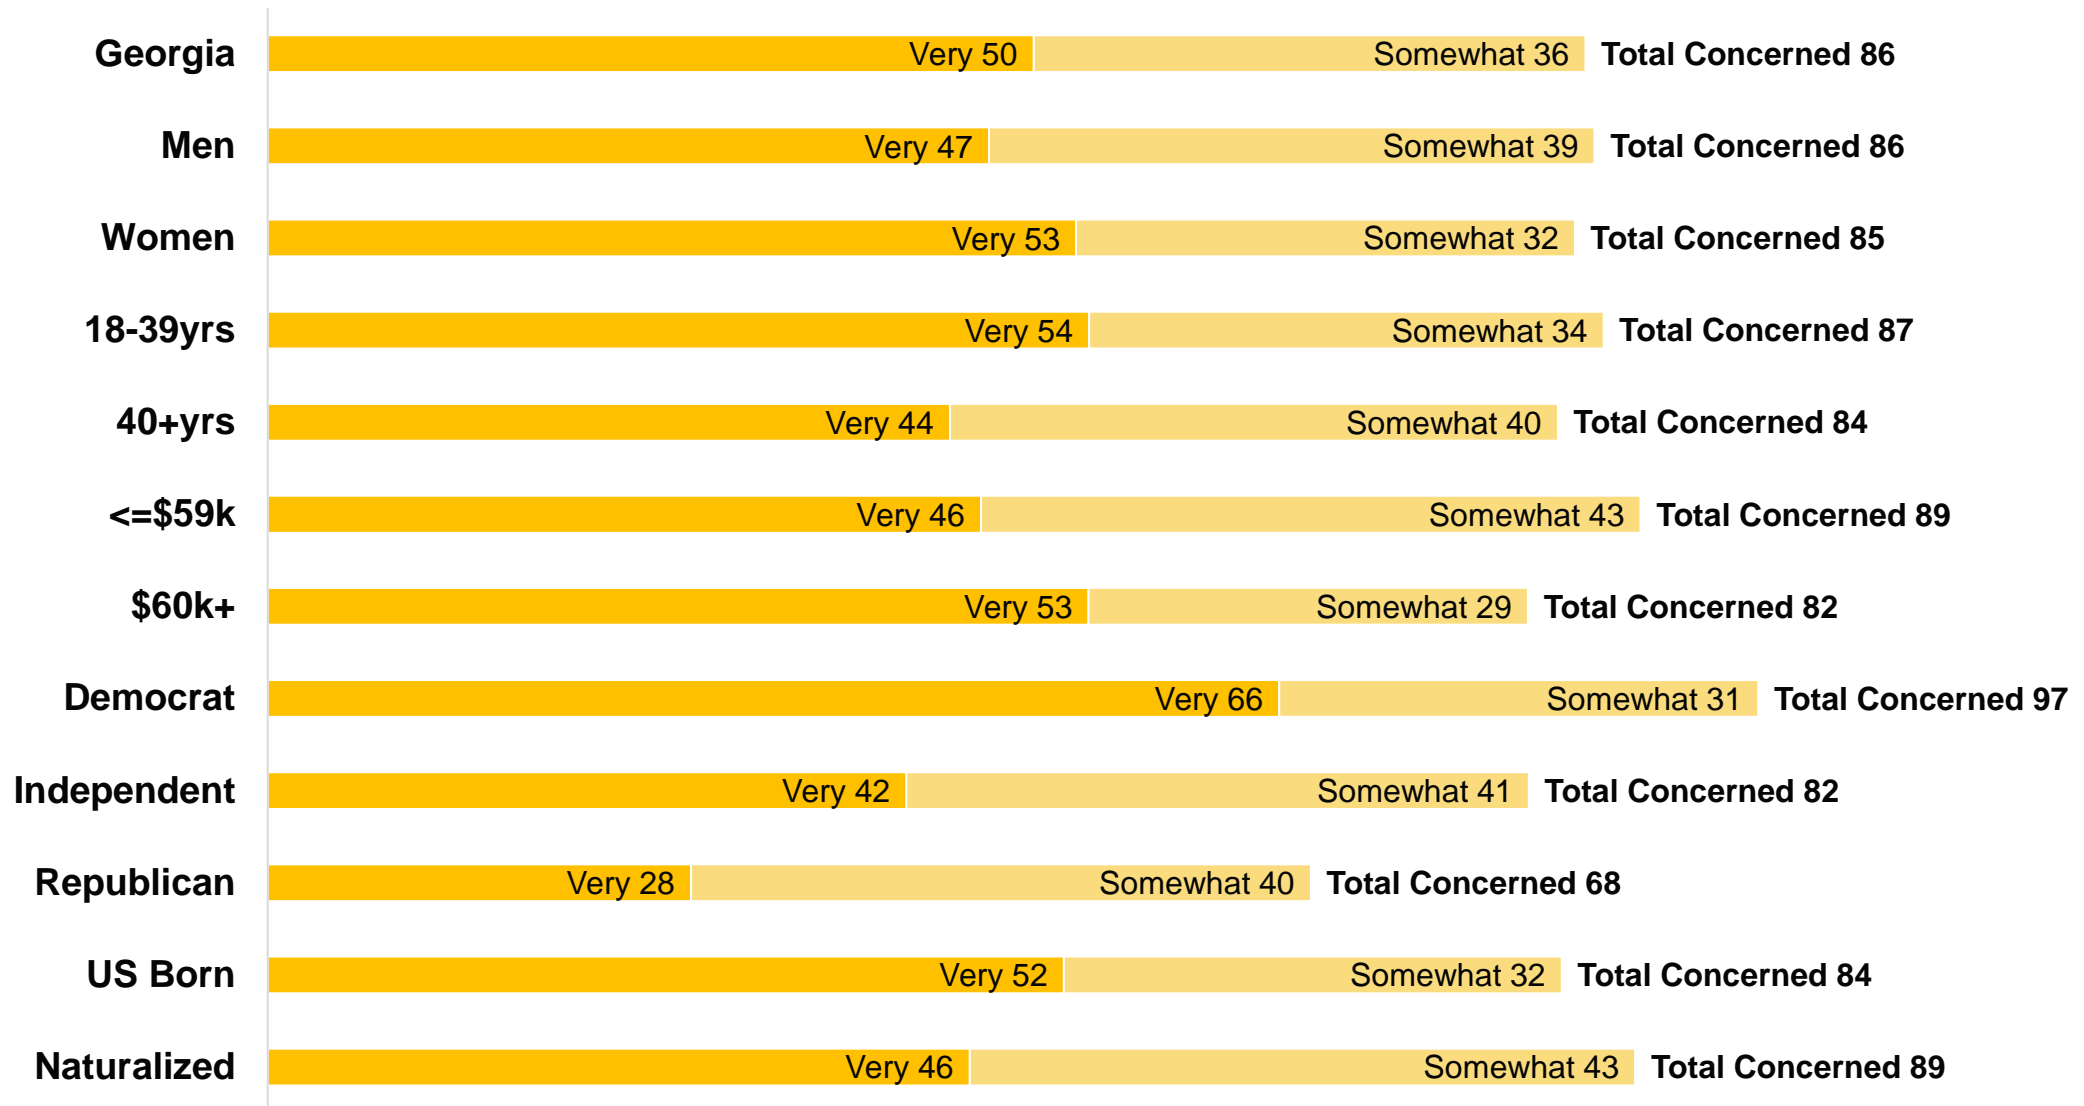 Georgia Very 50 Somewhat 36 Total Concerned 86
Men Very 47 Somewhat 39 Total Concerned 86
Women Very 53 Somewhat 32 Total Concerned 85
18-39yrs Very 54 Somewhat 34 Total Concerned 87
40+yrs Very 44 Somewhat 40 Total Concerned 84
<=$59k Very 46 Somewhat 43 Total Concerned 89
$60k+ Very 53 Somewhat 29 Total Concerned 82
Democrat Very 66 Somewhat 31 Total Concerned 97
Independent Very 42 Somewhat 41 Total Concerned 82
Republican Very 28 Somewhat 40 Total Concerned 68
US Born Very 52 Somewhat 32 Total Concerned 84
Naturalized Very 46 Somewhat 43 Total Concerned 89